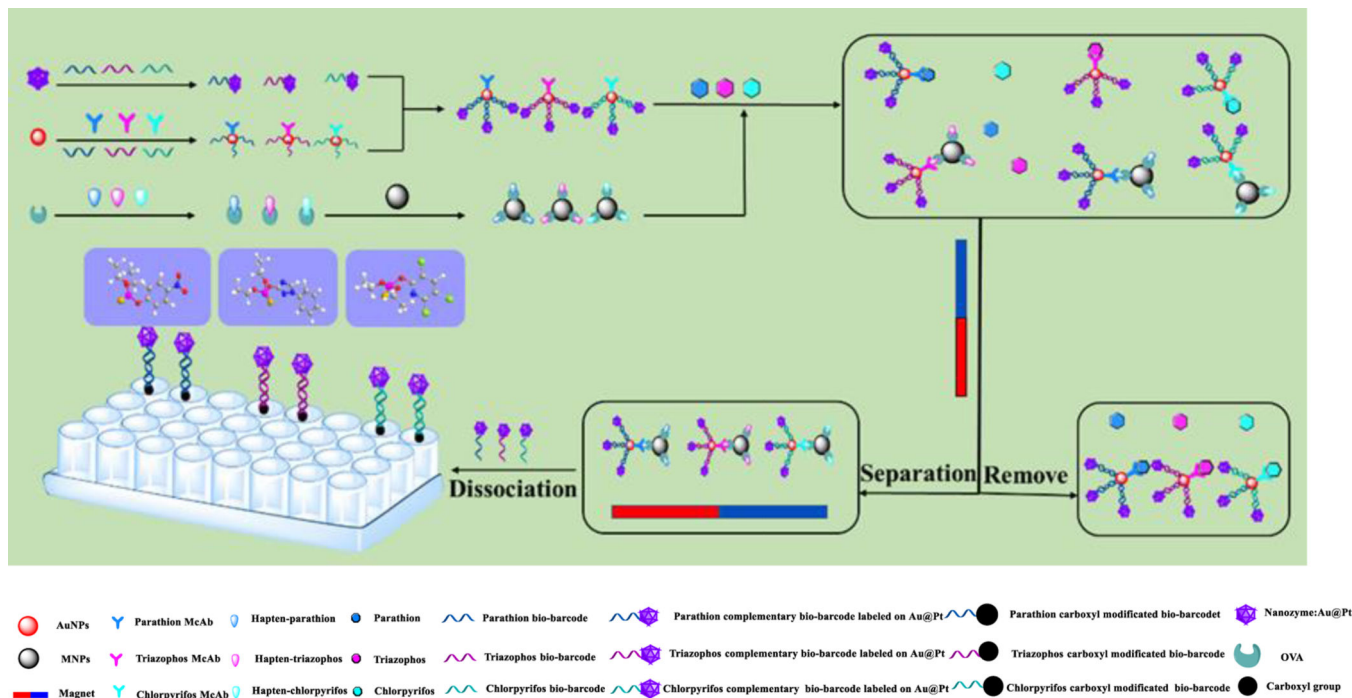 Separation Remove
Dissociation
AuNPs Parathion McAb Hapten-parathion Parathion Parathion bio-barcode Parathion complementary bio-barcode labeled on Au@Pt Parathion carboxyl modificated bio-barcodet Nanozyme:Au@Pt
MNPs Triazophos McAb Hapten-triazophos Triazophos Triazophos bio-barcode Triazophos complementary bio-barcode labeled on Au@Pt Triazophos carboxyl modificated bio-barcode OVA
Magnet Chlorpyrifos McAb Hapten-chlorpyrifos Chlorpyrifos Chlorpyrifos bio-barcode Chlorpyrifos complementary bio-barcode labeled on Au@Pt Chlorpyrifos carboxyl modificated bio-barcode Carboxyl group